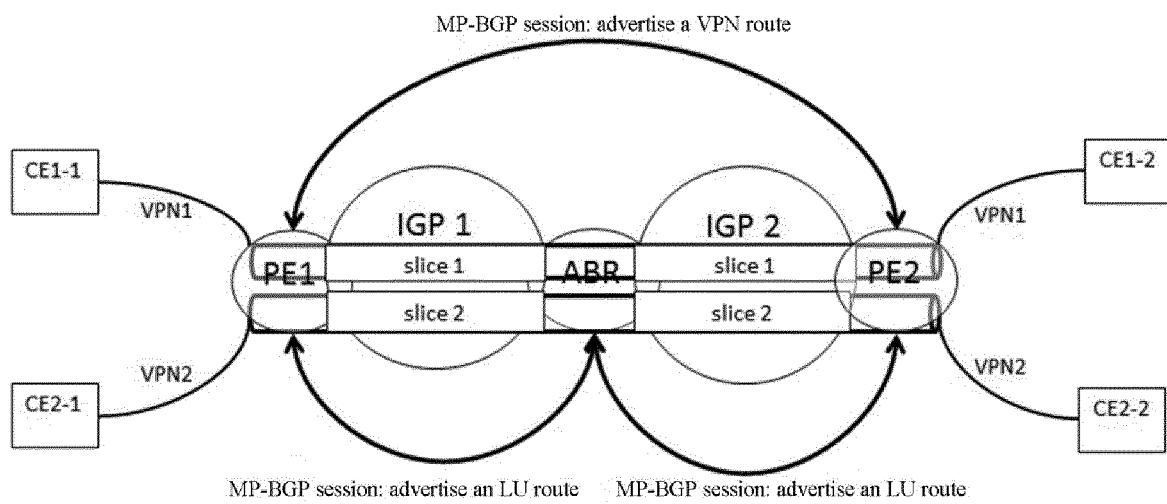 MP-BGP session: advertise a VPN route
CE1-1
CE1-2
VPN1
VPN1
IGP 1
IGP 2
PE1
slice 1
ABR
slice 1
PE2
slice 2
slice 2
VPN2
VPN2
CE2-1
CE2-2
MP-BGP session: advertise an LU route
MP-BGP session: advertise an LU route